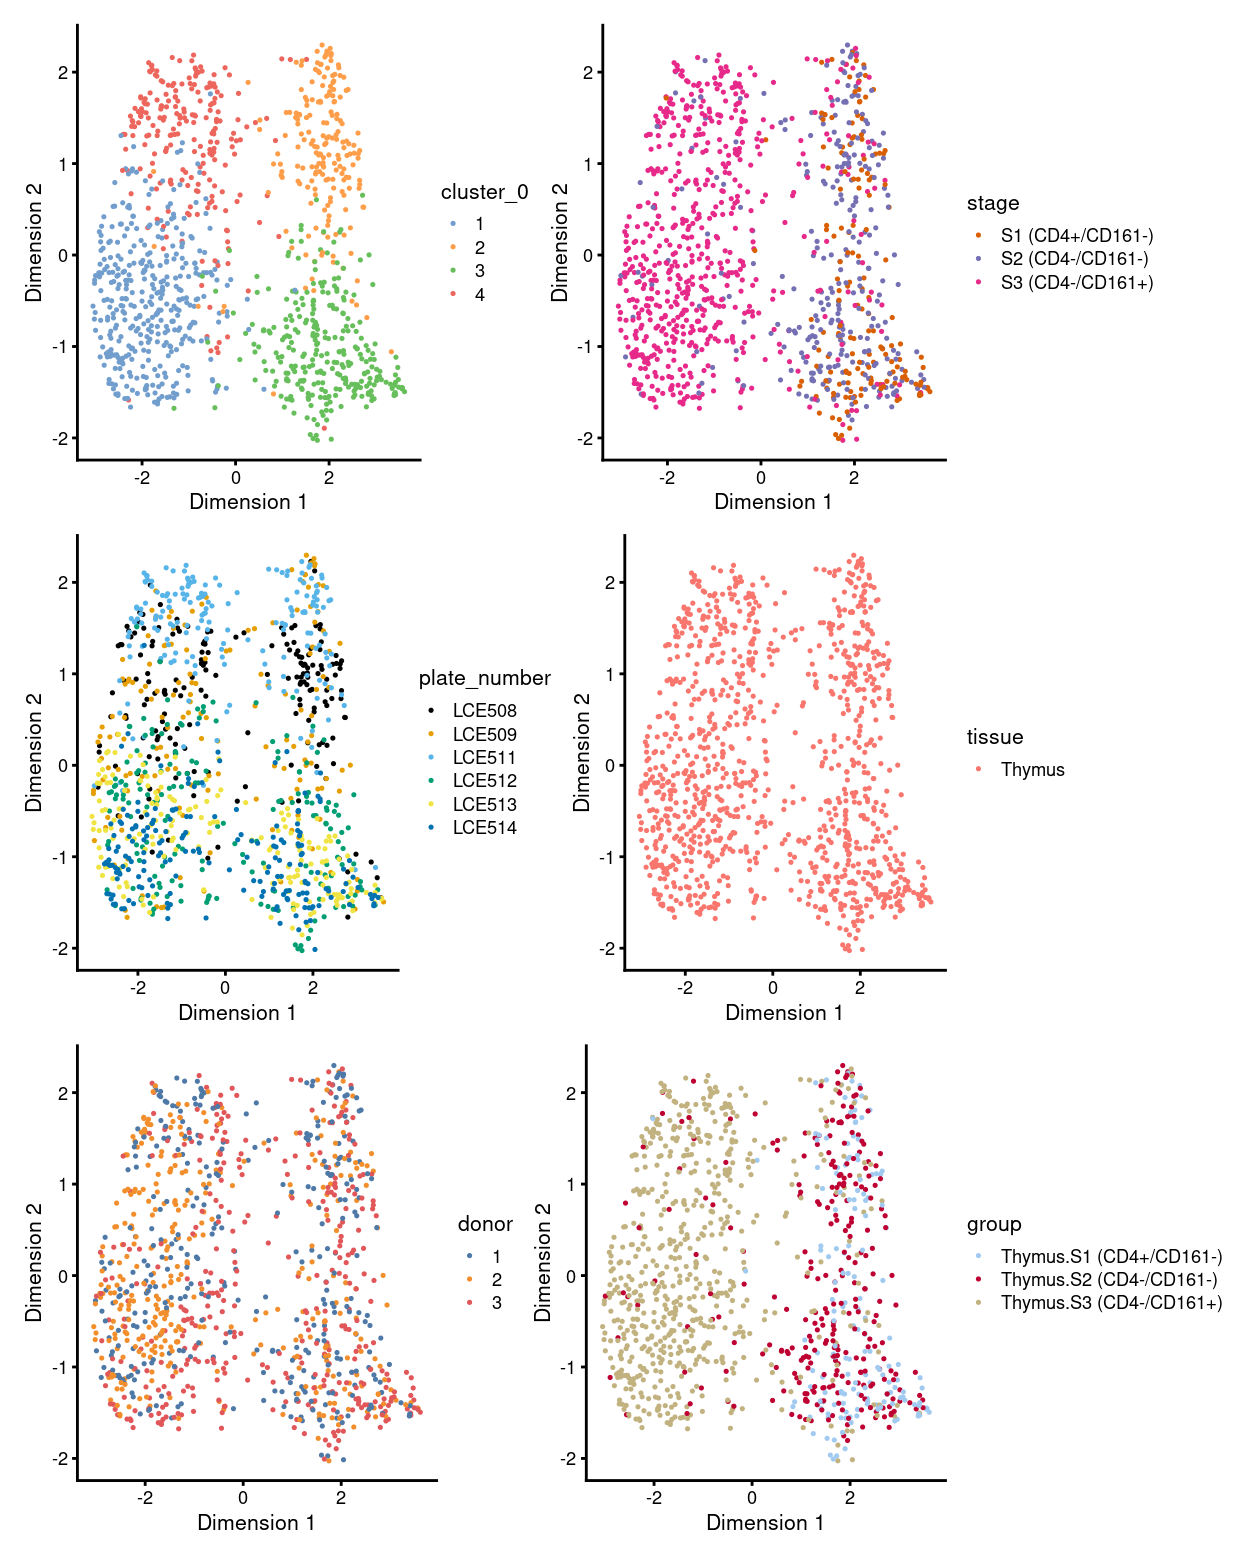 2
1
0
-1
-2
-2
0
2
Dimension 1
Dimension 2
cluster_0
1
2
3
4
2
1
0
-1
-2
-2
0
2
Dimension 1
Dimension 2
stage
S1 (CD4+/CD161-)
S2 (CD4-/CD161-)
S3 (CD4-/CD161+)
2
1
0
-1
-2
-2
0
2
Dimension 1
Dimension 2
plate_number
LCE508
LCE509
LCE511
LCE512
LCE513
LCE514
2
1
0
-1
-2
-2
0
2
Dimension 1
Dimension 2
tissue
Thymus
2
1
0
-1
-2
-2
0
2
Dimension 1
Dimension 2
donor
1
2
3
2
1
0
-1
-2
-2
0
2
Dimension 1
Dimension 2
group
Thymus.S1 (CD4+/CD161-)
Thymus.S2 (CD4-/CD161-)
Thymus.S3 (CD4-/CD161+)